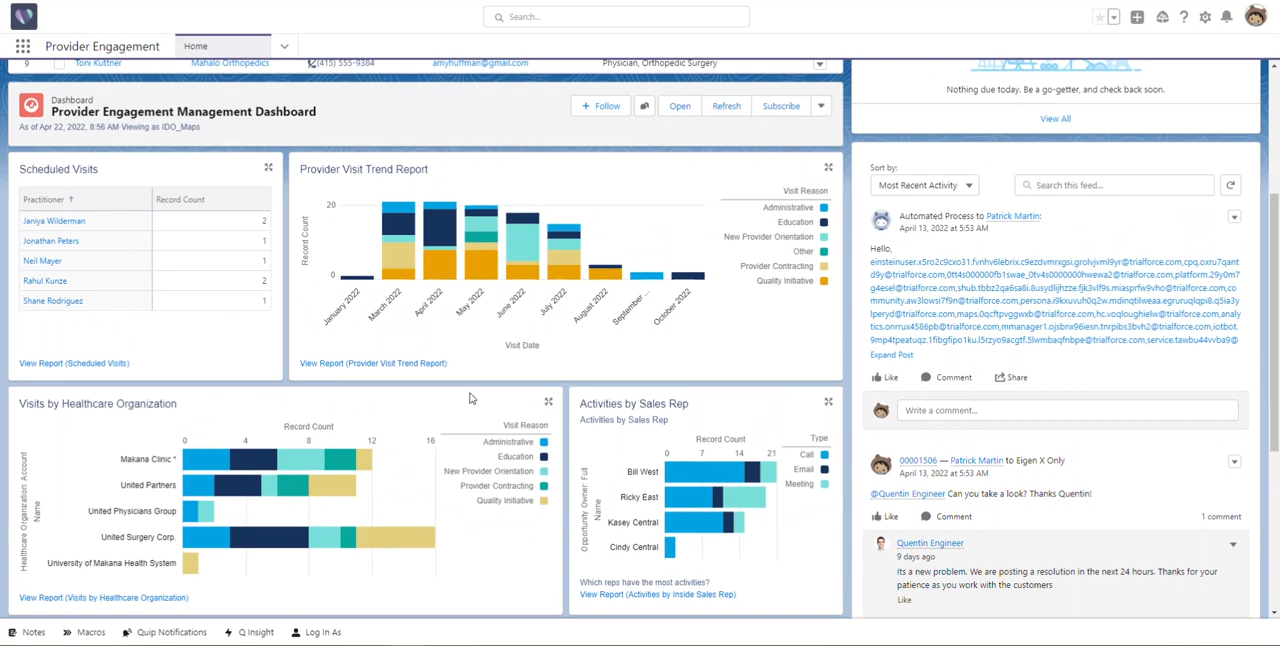 Search...
Provider Engagement
Home
9
Toni Kuttner
Mahalo Orthopedics
(415) 555-9384
amyhuffman@gmail.com
Physician, Orthopedic Surgery
Dashboard
Provider Engagement Management Dashboard
As of Apr 22, 2022, 8:56 AM Viewing as IDO_Maps
+ Follow
Open
Refresh
Subscribe
Scheduled Visits
Practitioner ↑
Record Count
Janiya Wilderman 2
Jonathan Peters 1
Neil Mayer 1
Rahul Kunze 2
Shane Rodriguez 1
View Report (Scheduled Visits)
Provider Visit Trend Report
Record Count
20
0
January 2022
March 2022
April 2022
May 2022
June 2022
July 2022
August 2022
September ...
October 2022
Visit Date
Visit Reason
Administrative
Education
New Provider Orientation
Other
Provider Contracting
Quality Initiative
View Report (Provider Visit Trend Report)
Visits by Healthcare Organization
Record Count
0 4 8 12 16
Healthcare Organization: Account
Name
Makana Clinic *
United Partners
United Physicians Group
United Surgery Corp.
University of Makana Health System
Visit Reason
Administrative
Education
New Provider Orientation
Provider Contracting
Quality Initiative
View Report (Visits by Healthcare Organization)
Activities by Sales Rep
Activities by Sales Rep
Record Count
0 7 14 21
Opportunity Owner: Full
Name
Bill West
Ricky East
Kasey Central
Cindy Central
Type
Call
Email
Meeting
Which reps have the most activities?
View Report (Activities by Inside Sales Rep)
Nothing due today. Be a go-getter, and check back soon.
View All
Sort by:
Most Recent Activity
Search this feed...
Automated Process to Patrick Martin:
April 13, 2022 at 5:53 AM
Hello,
Expand Post
Like
Comment
Share
Write a comment...
00001506 — Patrick Martin to Eigen X Only
April 13, 2022 at 5:53 AM
@Quentin Engineer Can you take a look? Thanks Quentin!
Like
Comment
1 comment
Quentin Engineer
9 days ago
Its a new problem. We are posting a resolution in the next 24 hours. Thanks for your
patience as you work with the customers
Like
Notes
Macros
Quip Notifications
Q Insight
Log In As